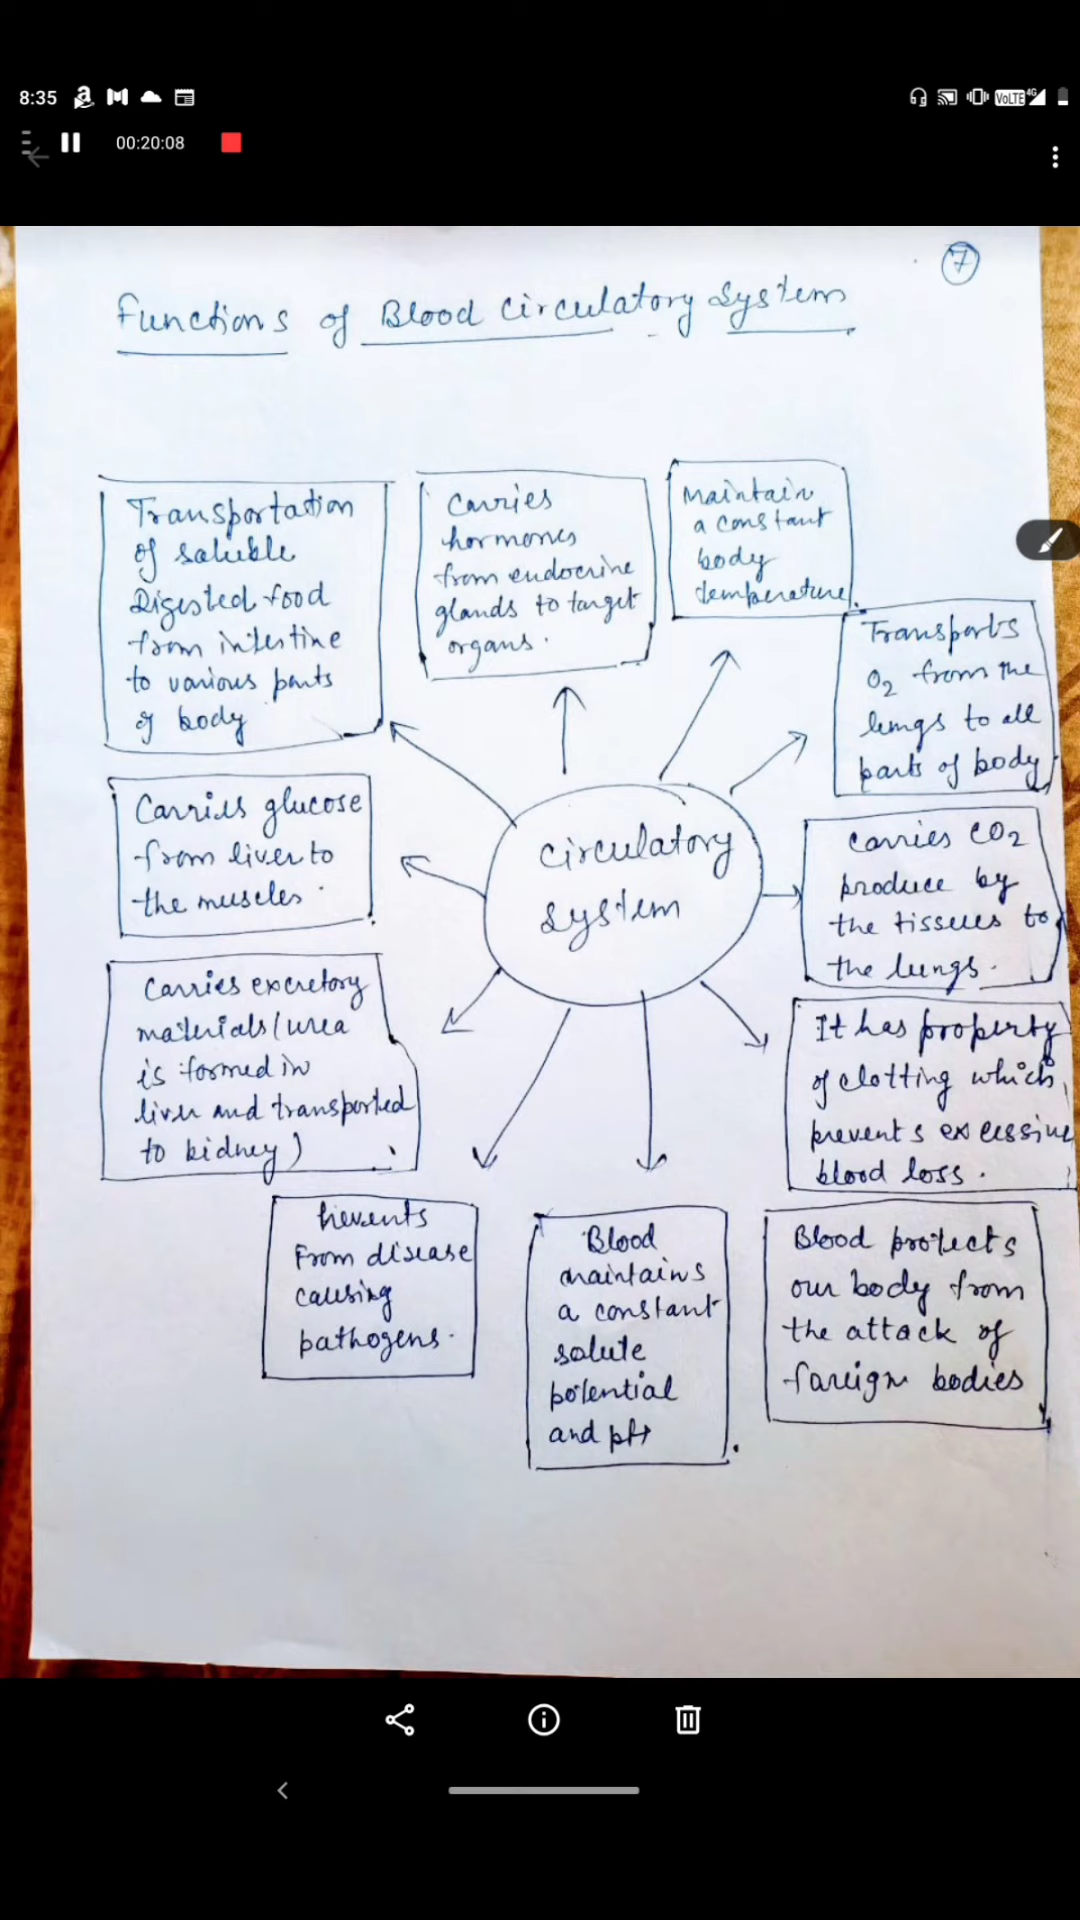 8:35
VoLTE 4G
00:20:08
7
Functions of Blood Circulatory System
Transportation
of soluble
Digested food
from intestine
to various parts
of body
Carries
hormones
from endocrine
glands to target
organs.
Maintain
a constant
body
temperature.
Transports
O2 from the
lungs to all
parts of body
Carries glucose
from liver to
the muscles.
circulatory
system
Carries CO2
produce by
the tissues to
the lungs.
Carries excretory
materials (urea
is formed in
liver and transported
to kidney)
It has property
of clotting which
prevents excessive
blood loss.
Prevents
From disease
causing
pathogens.
Blood
maintains
a constant
solute
potential
and pH
Blood protects
our body from
the attack of
foreign bodies